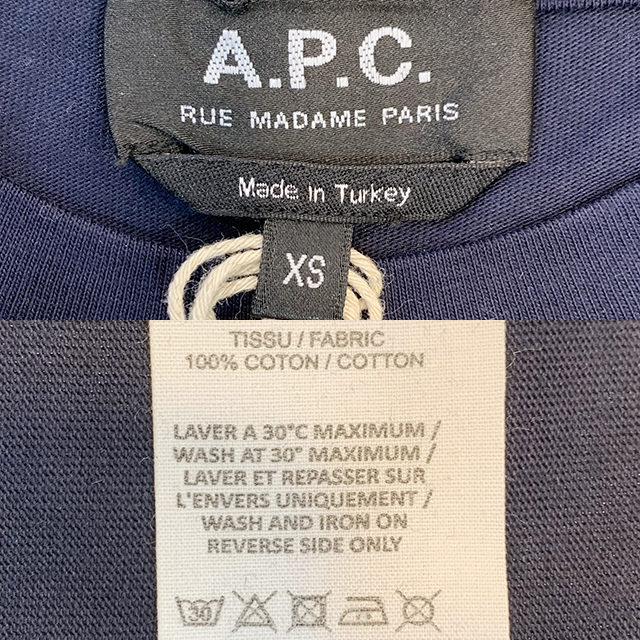 A.P.C.
RUE MADAME PARIS
Made in Turkey
XS
TISSU / FABRIC
100% COTON / COTTON
LAVER A 30°C MAXIMUM /
WASH AT 30° MAXIMUM /
LAVER ET REPASSER SUR
L'ENVERS UNIQUEMENT /
WASH AND IRON ON
REVERSE SIDE ONLY
30